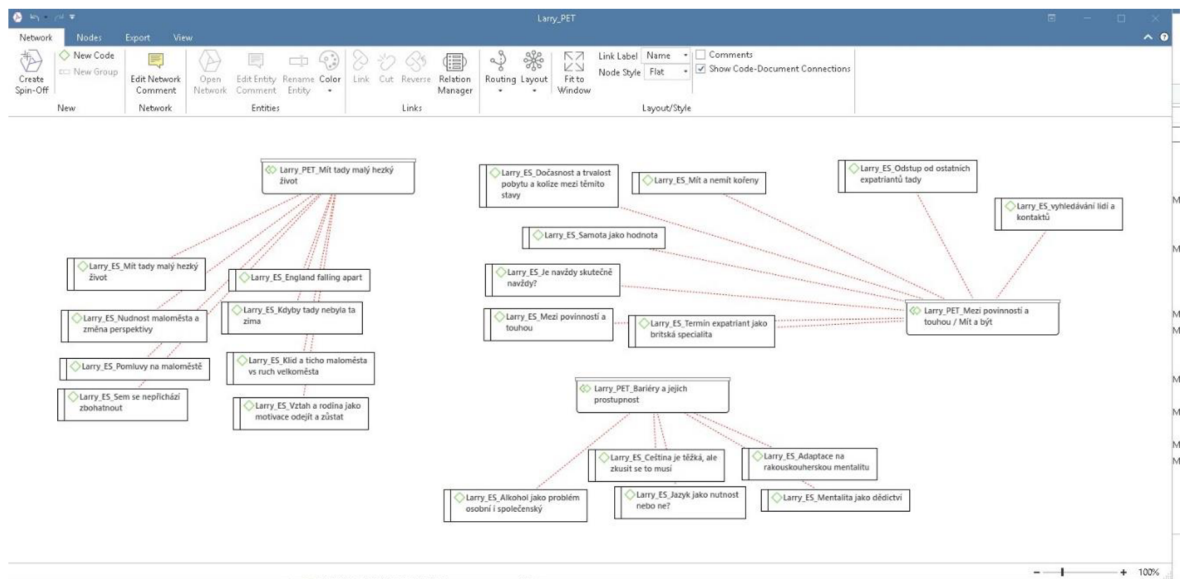 Larry_PET
Network Nodes Export View
Create Spin-Off
New Code
New Group
New
Edit Network Comment
Network
Open Network
Edit Entity Comment
Rename Entity
Color
Entities
Link
Cut
Reverse
Relation Manager
Links
Routing
Layout
Fit to Window
Link Label Name
Node Style Flat
Comments
Show Code-Document Connections
Layout/Style
Larry_PET_Mít tady malý hezký
život
Larry_ES_Dočasnost a trvalost
pobytu a kolize mezi těmito
stavy
Larry_ES_Mít a nemít kořeny
Larry_ES_Odstup od ostatních
expatriantů tady
Larry_ES_vyhledávání lidí a
kontaktů
Larry_ES_Samota jako hodnota
Larry_ES_Mít tady malý hezký
život
Larry_ES_England falling apart
Larry_ES_Je navždy skutečně
navždy?
Larry_ES_Nudnost maloměsta a
změna perspektivy
Larry_ES_Kdyby tady nebyla ta
zima
Larry_ES_Mezi povinností a
touhou
Larry_ES_Termín expatriant jako
britská specialita
Larry_PET_Mezi povinností a
touhou / Mít a být
Larry_ES_Pomluvy na maloměstě
Larry_ES_Klid a ticho maloměsta
vs ruch velkoměsta
Larry_ES_Sem se nepřichází
zbohatnout
Larry_ES_Vztah a rodina jako
motivace odejít a zůstat
Larry_PET_Bariéry a jejich
prostupnost
Larry_ES_Čeština je těžká, ale
zkusit se to musí
Larry_ES_Adaptace na
rakouskouherskou mentalitu
Larry_ES_Alkohol jako problém
osobní i společenský
Larry_ES_Jazyk jako nutnost
nebo ne?
Larry_ES_Mentalita jako dědictví
100%